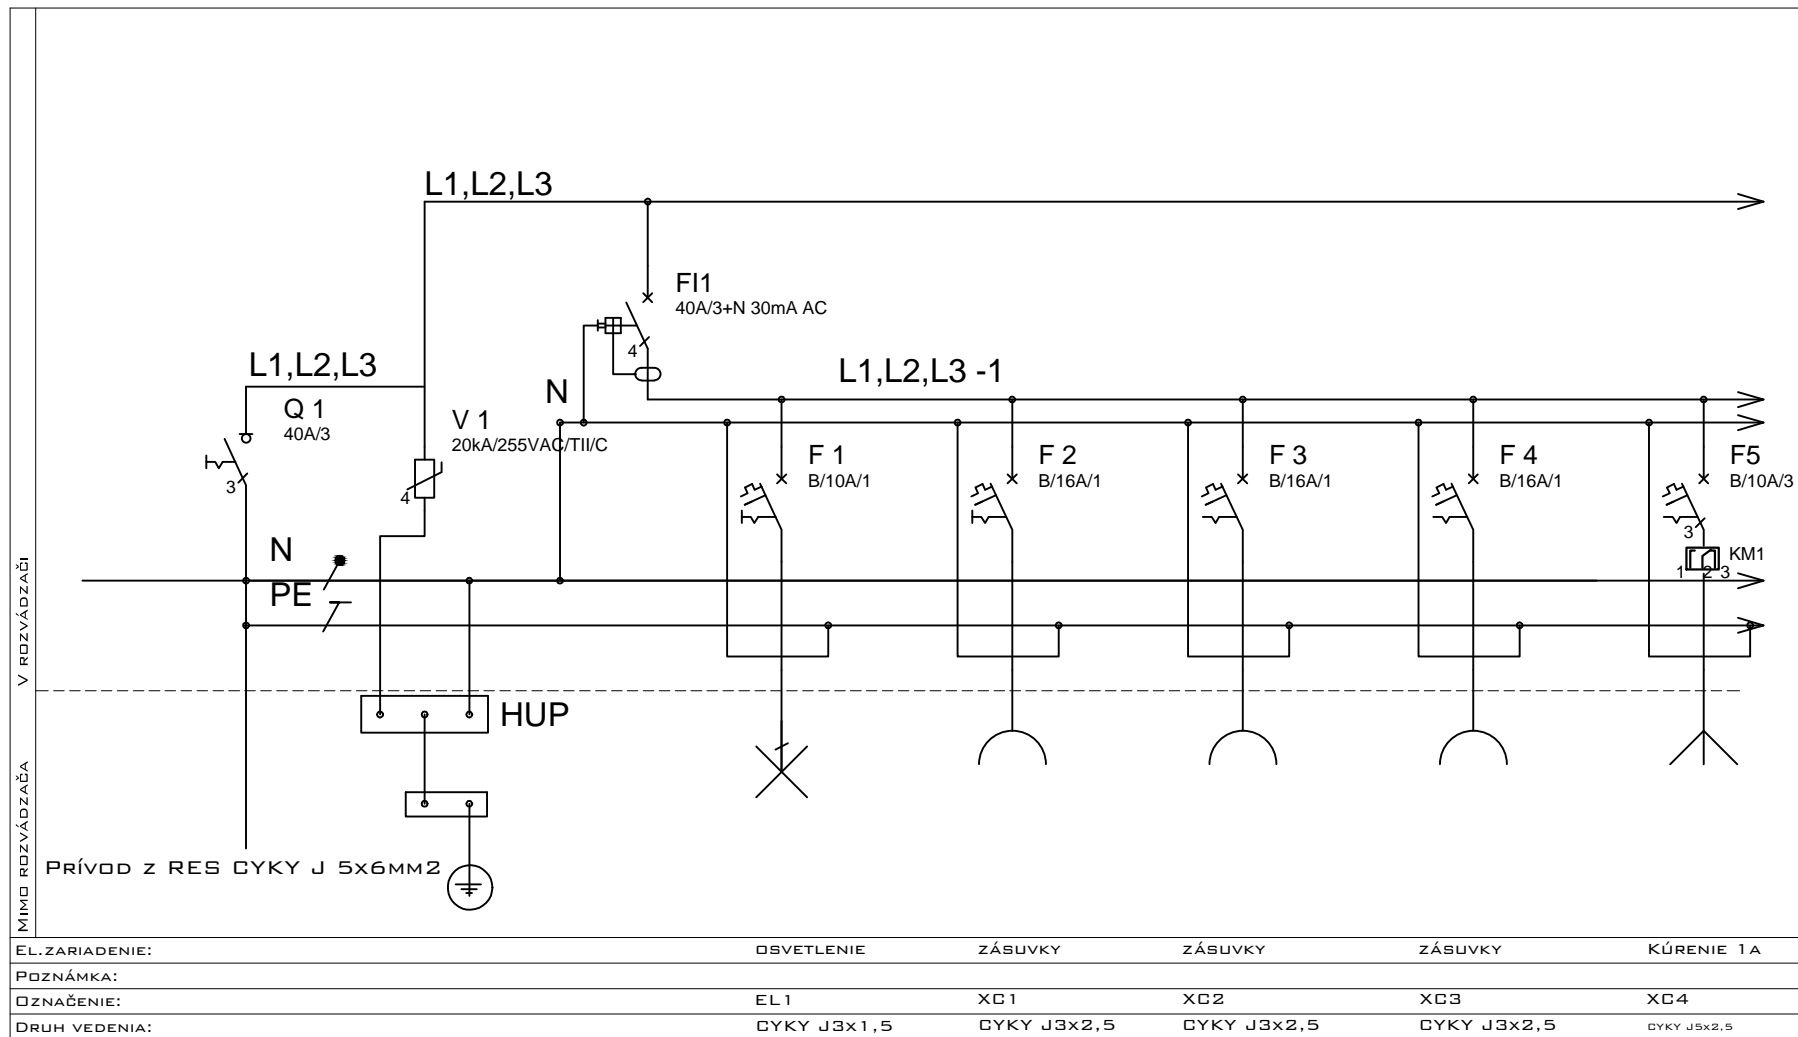 L1,L2,L3
FI1
40A/3+N 30mA AC
4
L1,L2,L3
N
L1,L2,L3 -1
Q 1
40A/3
3
V 1
20kA/255VAC/TII/C
4
F 1
B/10A/1
F 2
B/16A/1
F 3
B/16A/1
F 4
B/16A/1
F5
B/10A/3
3
KM1
1 2 3
N
PE
V ROZVÁDZAČI
HUP
MIMO ROZVÁDZAČA
PRÍVOD Z RES CYKY J 5X6MM2
EL.ZARIADENIE: OSVETLENIE ZÁSUVKY ZÁSUVKY ZÁSUVKY KÚRENIE 1A
POZNÁMKA:
OZNAČENIE: EL1 XC1 XC2 XC3 XC4
DRUH VEDENIA: CYKY J3X1,5 CYKY J3X2,5 CYKY J3X2,5 CYKY J3X2,5 CYKY J5X2,5